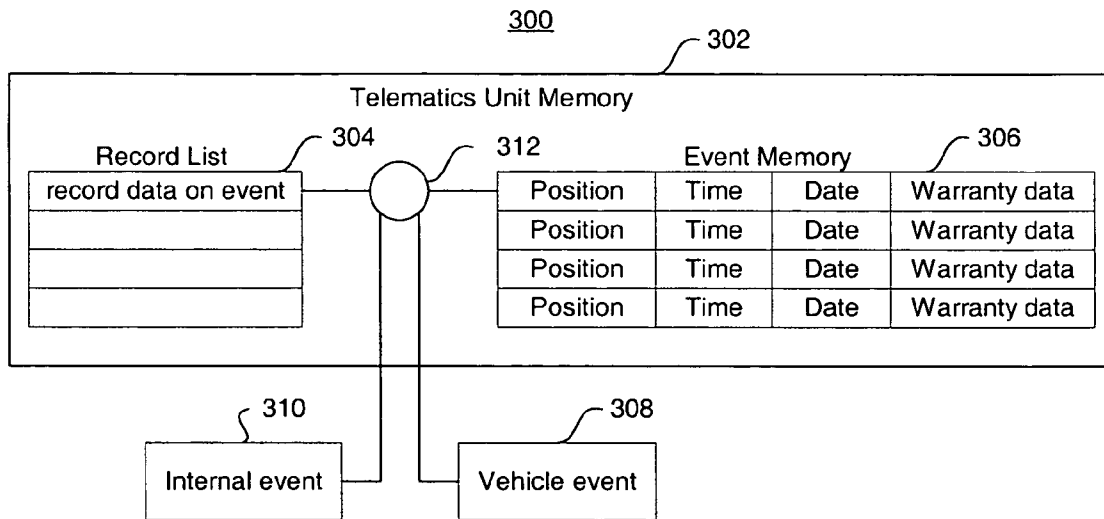 300
302
Telematics Unit Memory
304
312
306
Record List
Event Memory
record data on event
Position Time Date Warranty data
Position Time Date Warranty data
Position Time Date Warranty data
Position Time Date Warranty data
310
308
Internal event
Vehicle event